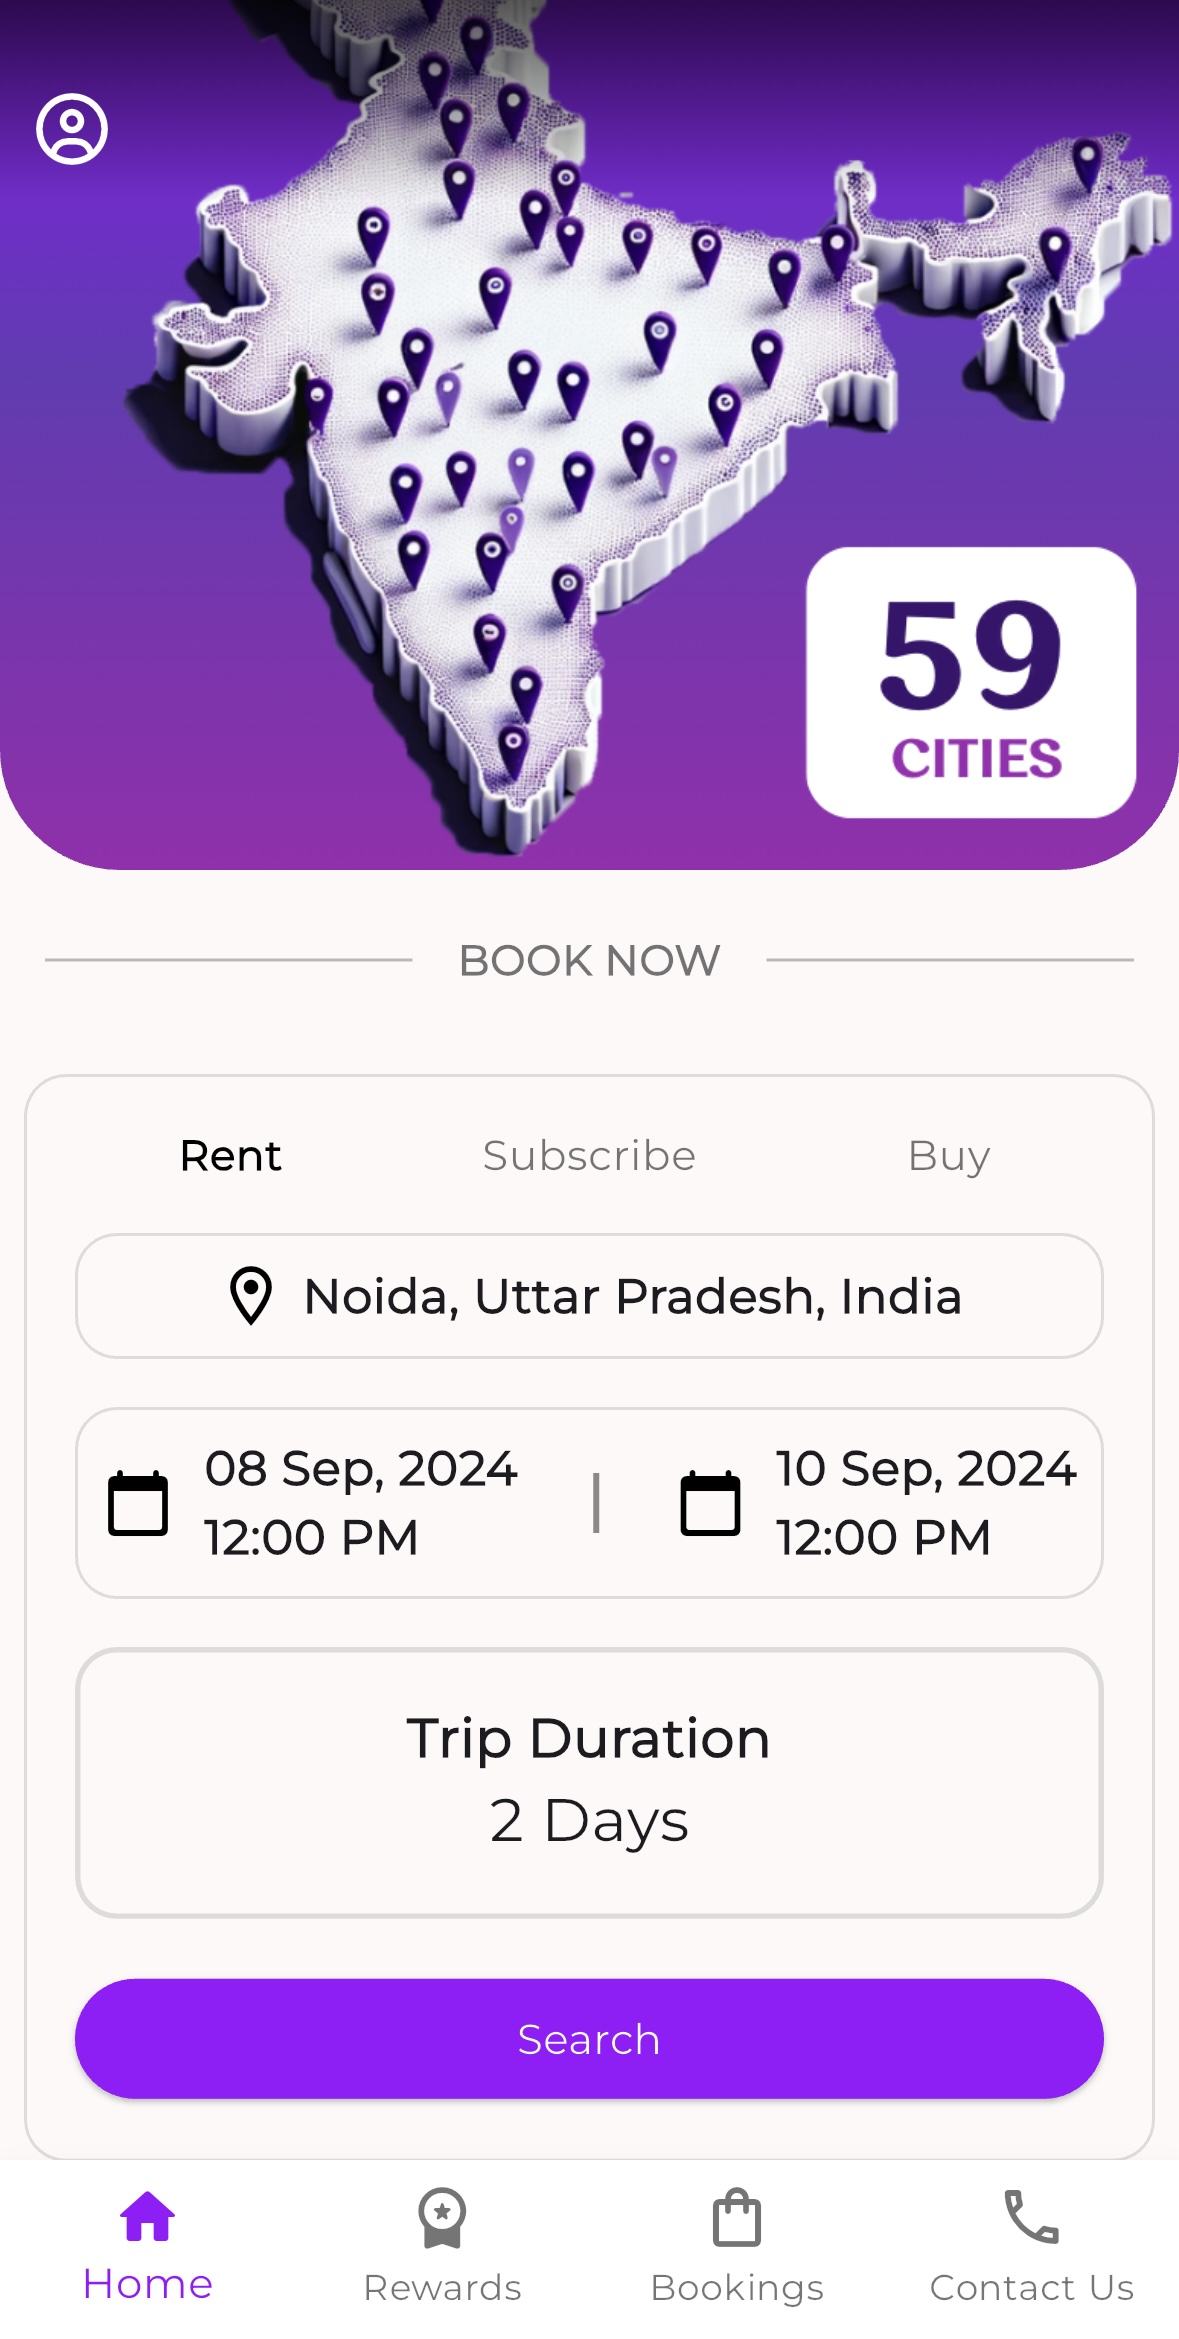 59
CITIES
BOOK NOW
Rent Subscribe Buy
Noida, Uttar Pradesh, India
08 Sep, 2024
12:00 PM
|
10 Sep, 2024
12:00 PM
Trip Duration
2 Days
Search
Home Rewards Bookings Contact Us